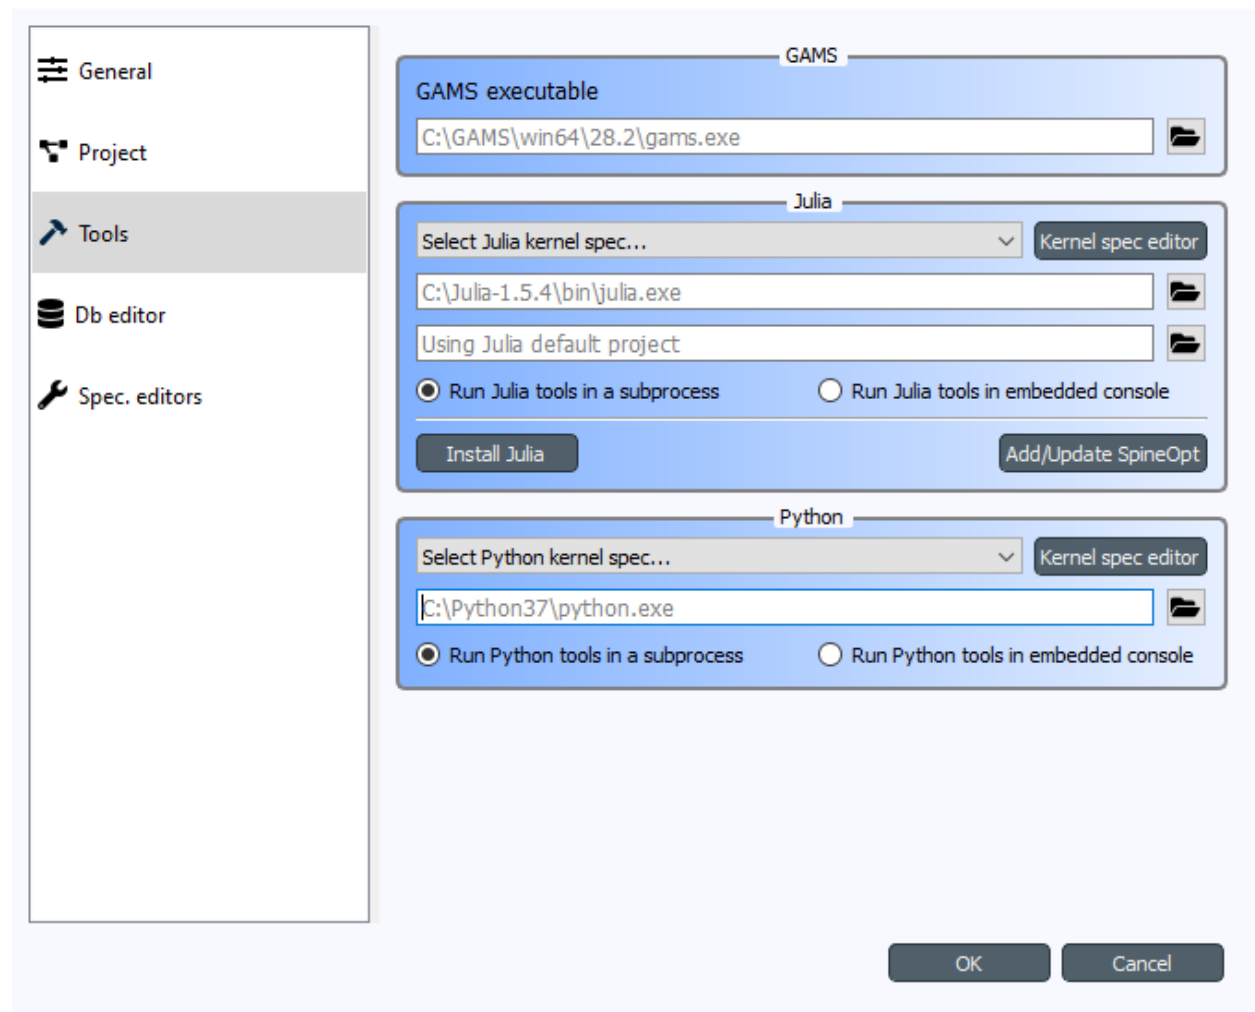 General
Project
Tools
Db editor
Spec. editors
GAMS
GAMS executable
C:\GAMS\win64\28.2\gams.exe
Julia
Select Julia kernel spec...
Kernel spec editor
C:\Julia-1.5.4\bin\julia.exe
Using Julia default project
Run Julia tools in a subprocess
Run Julia tools in embedded console
Install Julia
Add/Update SpineOpt
Python
Select Python kernel spec...
Kernel spec editor
C:\Python37\python.exe
Run Python tools in a subprocess
Run Python tools in embedded console
OK
Cancel